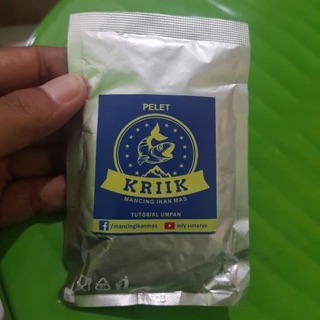 PELET
KRIIK
MANCING IKAN MAS
TUTORIAL UMPAN
/mancingikanmas
edy sunaryo